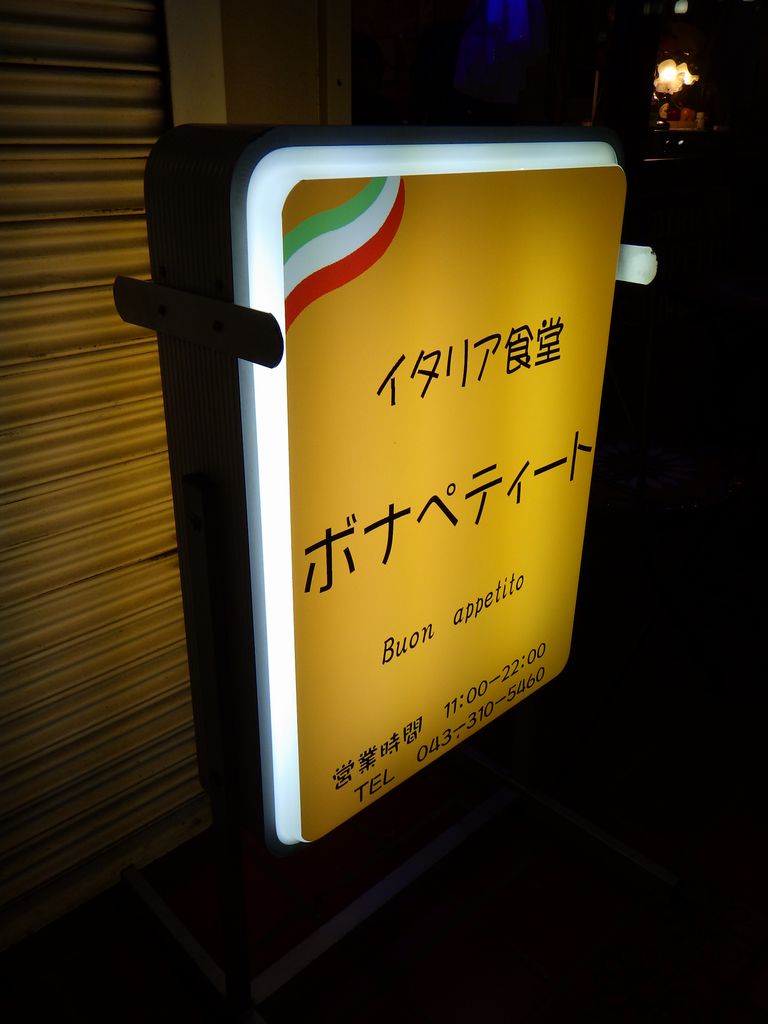 イタリア食堂
ボナペティート
Buon appetito
営業時間 11:00−22:00
TEL 043-310-5460